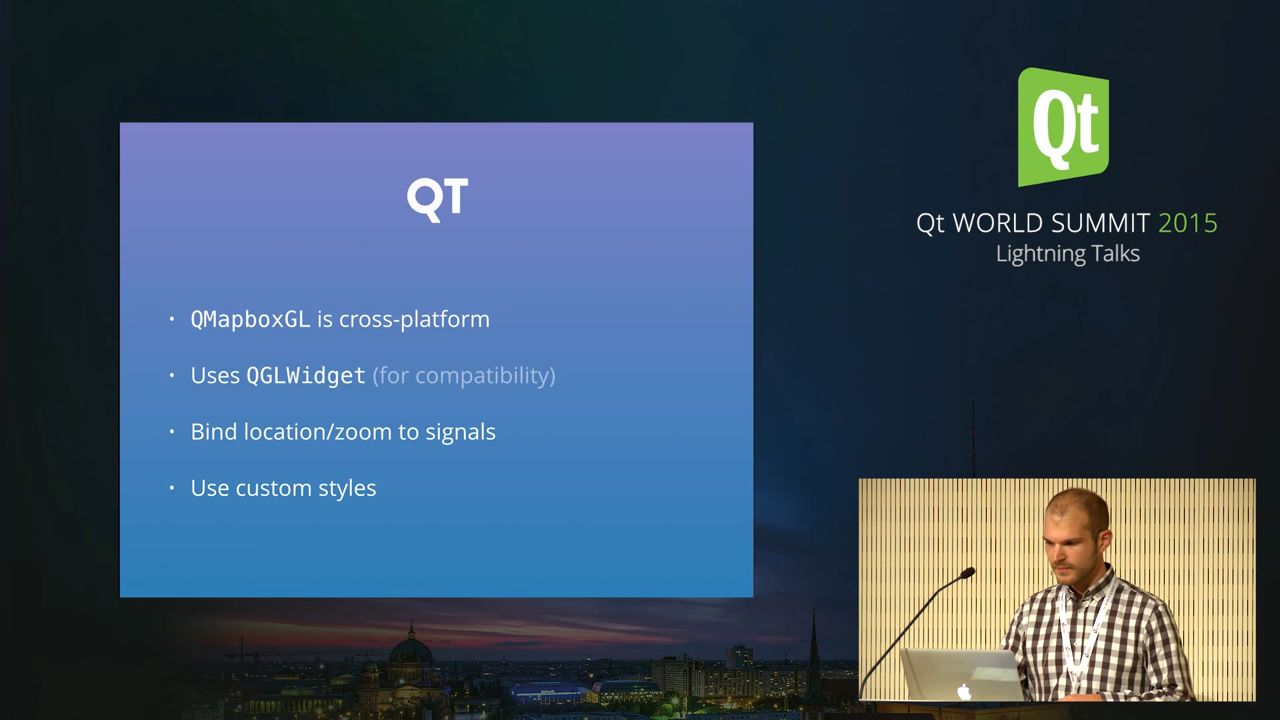 QT
• QMapboxGL is cross-platform
• Uses QGLWidget (for compatibility)
• Bind location/zoom to signals
• Use custom styles
Qt
Qt WORLD SUMMIT 2015
Lightning Talks